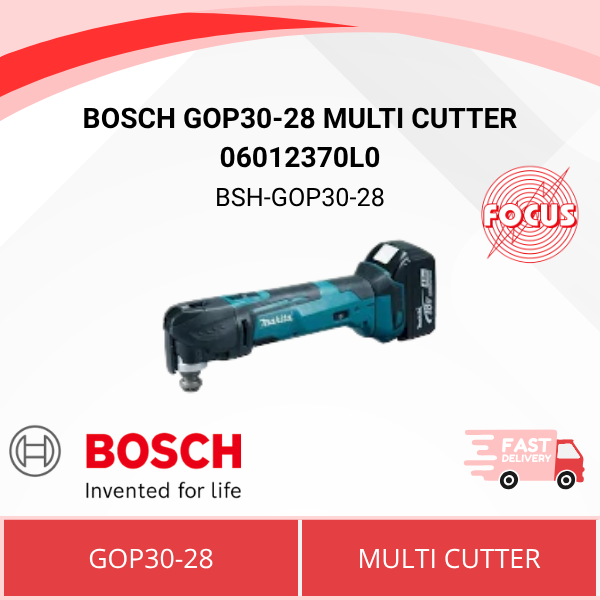 BOSCH GOP30-28 MULTI CUTTER
06012370L0
BSH-GOP30-28
FOCUS
makita
18V
BOSCH
Invented for life
FAST
DELIVERY
GOP30-28
MULTI CUTTER